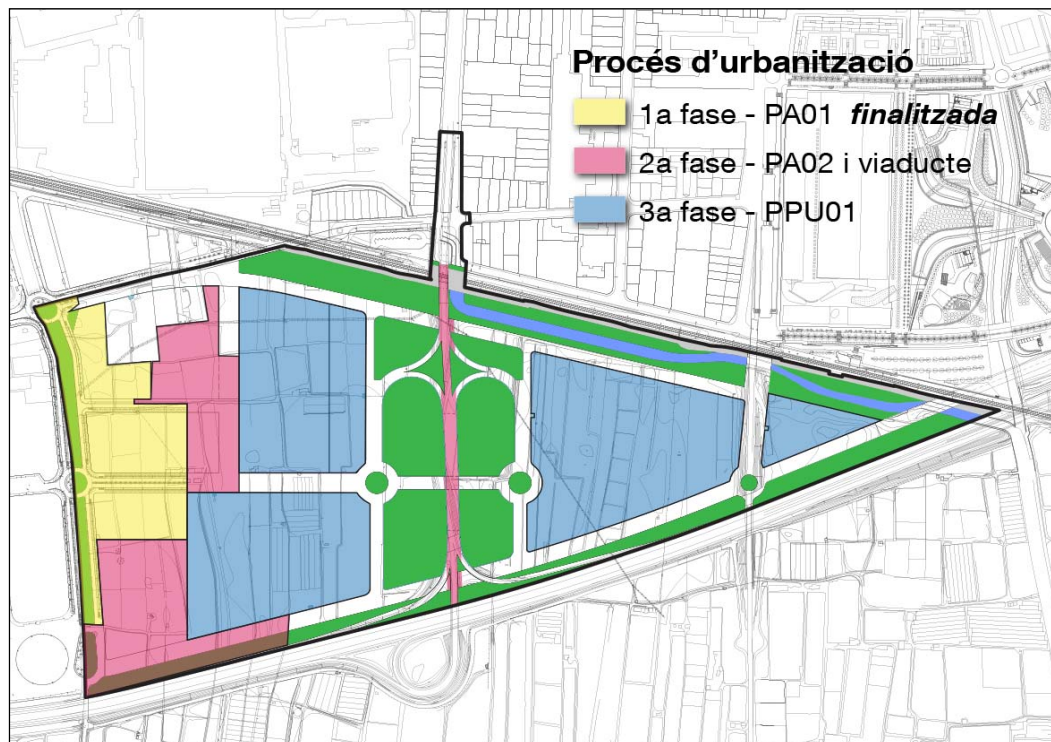 Procés d’urbanització
1a fase - PA01 finalitzada
2a fase - PA02 i viaducte
3a fase - PPU01